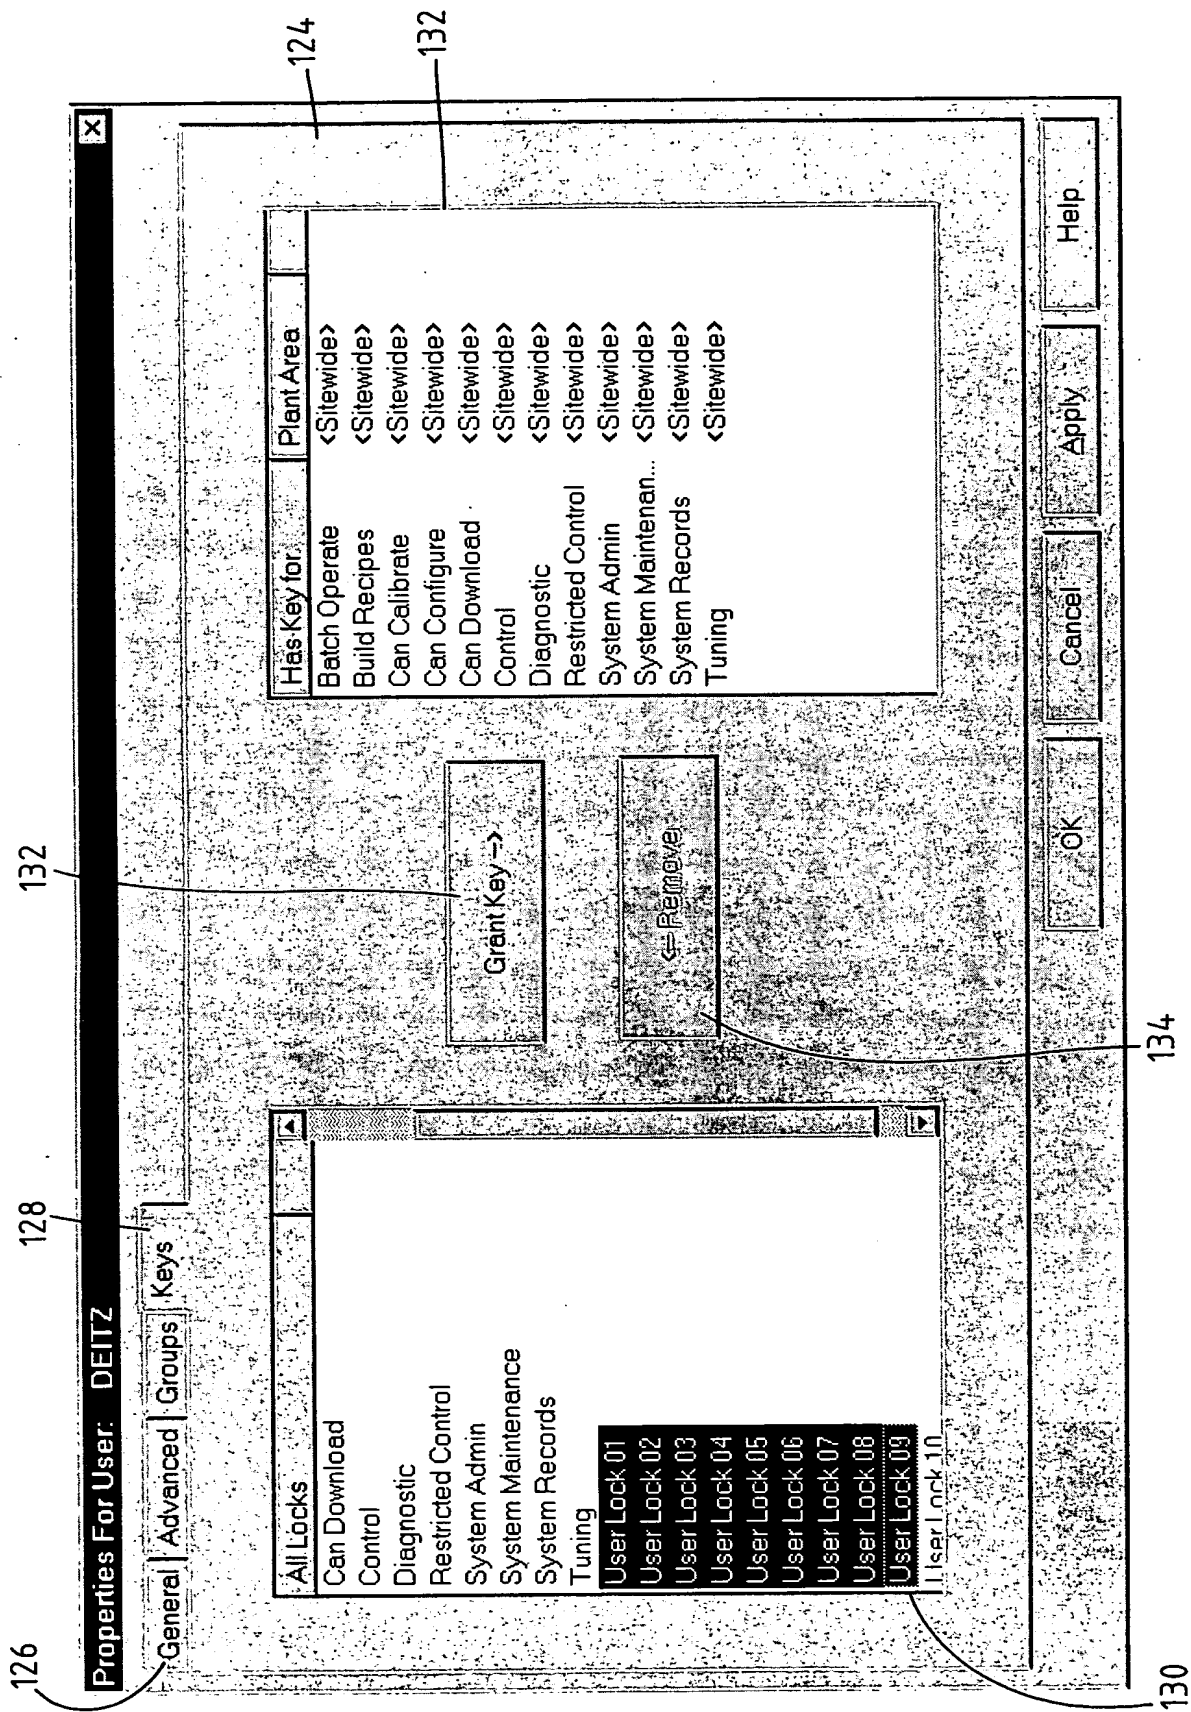 Properties For User: DEITZ
General Advanced Groups Keys
All Locks
Can Download
Control
Diagnostic
Restricted Control
System Admin
System Maintenance
System Records
Tuning
User Lock 01
User Lock 02
User Lock 03
User Lock 04
User Lock 05
User Lock 06
User Lock 07
User Lock 08
User Lock 09
User Lock 10
Grant Key -->
<-- Remove
Has Key for Plant Area
Batch Operate <Sitewide>
Build Recipes <Sitewide>
Can Calibrate <Sitewide>
Can Configure <Sitewide>
Can Download <Sitewide>
Control <Sitewide>
Diagnostic <Sitewide>
Restricted Control <Sitewide>
System Admin <Sitewide>
System Maintenan... <Sitewide>
System Records <Sitewide>
Tuning <Sitewide>
OK Cancel Apply Help
126
128
132
124
132
134
130